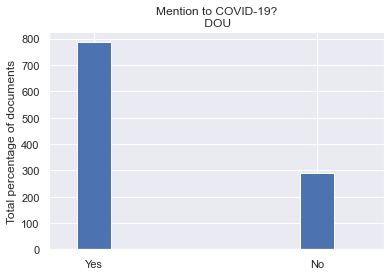 Mention to COVID-19?
DOU
Total percentage of documents
800
700
600
500
400
300
200
100
0
Yes
No